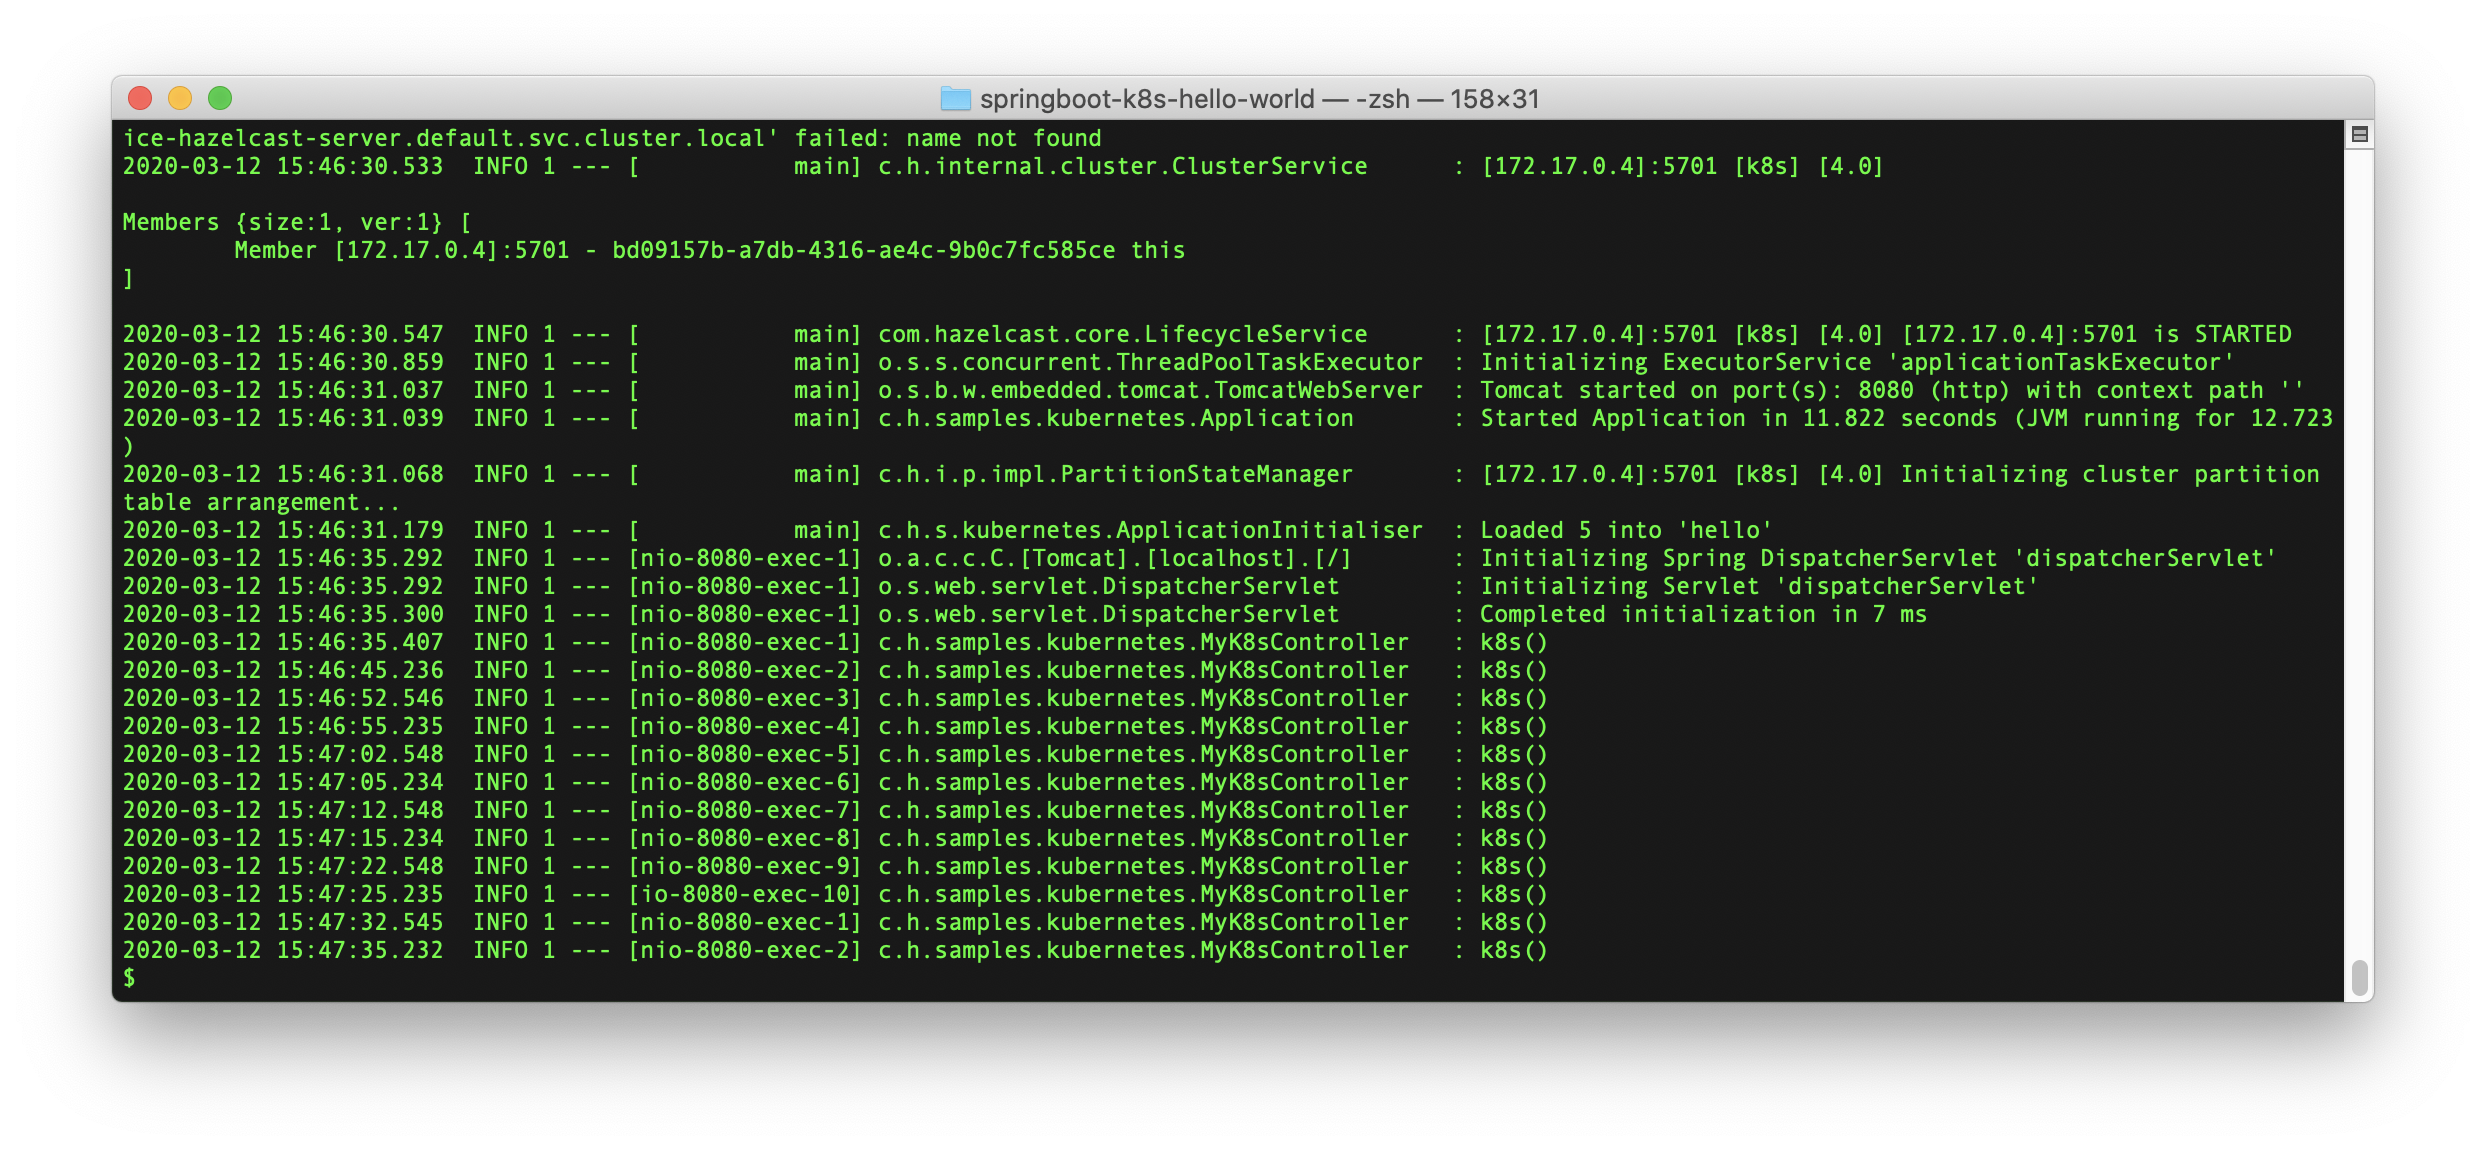 springboot-k8s-hello-world — -zsh — 158×31
ice-hazelcast-server.default.svc.cluster.local' failed: name not found
2020-03-12 15:46:30.533  INFO 1 --- [           main] c.h.internal.cluster.ClusterService      : [172.17.0.4]:5701 [k8s] [4.0]

Members {size:1, ver:1} [
        Member [172.17.0.4]:5701 - bd09157b-a7db-4316-ae4c-9b0c7fc585ce this
]

2020-03-12 15:46:30.547  INFO 1 --- [           main] com.hazelcast.core.LifecycleService      : [172.17.0.4]:5701 [k8s] [4.0] [172.17.0.4]:5701 is STARTED
2020-03-12 15:46:30.859  INFO 1 --- [           main] o.s.s.concurrent.ThreadPoolTaskExecutor  : Initializing ExecutorService 'applicationTaskExecutor'
2020-03-12 15:46:31.037  INFO 1 --- [           main] o.s.b.w.embedded.tomcat.TomcatWebServer  : Tomcat started on port(s): 8080 (http) with context path ''
2020-03-12 15:46:31.039  INFO 1 --- [           main] c.h.samples.kubernetes.Application       : Started Application in 11.822 seconds (JVM running for 12.723
)
2020-03-12 15:46:31.068  INFO 1 --- [           main] c.h.i.p.impl.PartitionStateManager       : [172.17.0.4]:5701 [k8s] [4.0] Initializing cluster partition
table arrangement...
2020-03-12 15:46:31.179  INFO 1 --- [           main] c.h.s.kubernetes.ApplicationInitialiser  : Loaded 5 into 'hello'
2020-03-12 15:46:35.292  INFO 1 --- [nio-8080-exec-1] o.a.c.c.C.[Tomcat].[localhost].[/]       : Initializing Spring DispatcherServlet 'dispatcherServlet'
2020-03-12 15:46:35.292  INFO 1 --- [nio-8080-exec-1] o.s.web.servlet.DispatcherServlet        : Initializing Servlet 'dispatcherServlet'
2020-03-12 15:46:35.300  INFO 1 --- [nio-8080-exec-1] o.s.web.servlet.DispatcherServlet        : Completed initialization in 7 ms
2020-03-12 15:46:35.407  INFO 1 --- [nio-8080-exec-1] c.h.samples.kubernetes.MyK8sController   : k8s()
2020-03-12 15:46:45.236  INFO 1 --- [nio-8080-exec-2] c.h.samples.kubernetes.MyK8sController   : k8s()
2020-03-12 15:46:52.546  INFO 1 --- [nio-8080-exec-3] c.h.samples.kubernetes.MyK8sController   : k8s()
2020-03-12 15:46:55.235  INFO 1 --- [nio-8080-exec-4] c.h.samples.kubernetes.MyK8sController   : k8s()
2020-03-12 15:47:02.548  INFO 1 --- [nio-8080-exec-5] c.h.samples.kubernetes.MyK8sController   : k8s()
2020-03-12 15:47:05.234  INFO 1 --- [nio-8080-exec-6] c.h.samples.kubernetes.MyK8sController   : k8s()
2020-03-12 15:47:12.548  INFO 1 --- [nio-8080-exec-7] c.h.samples.kubernetes.MyK8sController   : k8s()
2020-03-12 15:47:15.234  INFO 1 --- [nio-8080-exec-8] c.h.samples.kubernetes.MyK8sController   : k8s()
2020-03-12 15:47:22.548  INFO 1 --- [nio-8080-exec-9] c.h.samples.kubernetes.MyK8sController   : k8s()
2020-03-12 15:47:25.235  INFO 1 --- [io-8080-exec-10] c.h.samples.kubernetes.MyK8sController   : k8s()
2020-03-12 15:47:32.545  INFO 1 --- [nio-8080-exec-1] c.h.samples.kubernetes.MyK8sController   : k8s()
2020-03-12 15:47:35.232  INFO 1 --- [nio-8080-exec-2] c.h.samples.kubernetes.MyK8sController   : k8s()
$